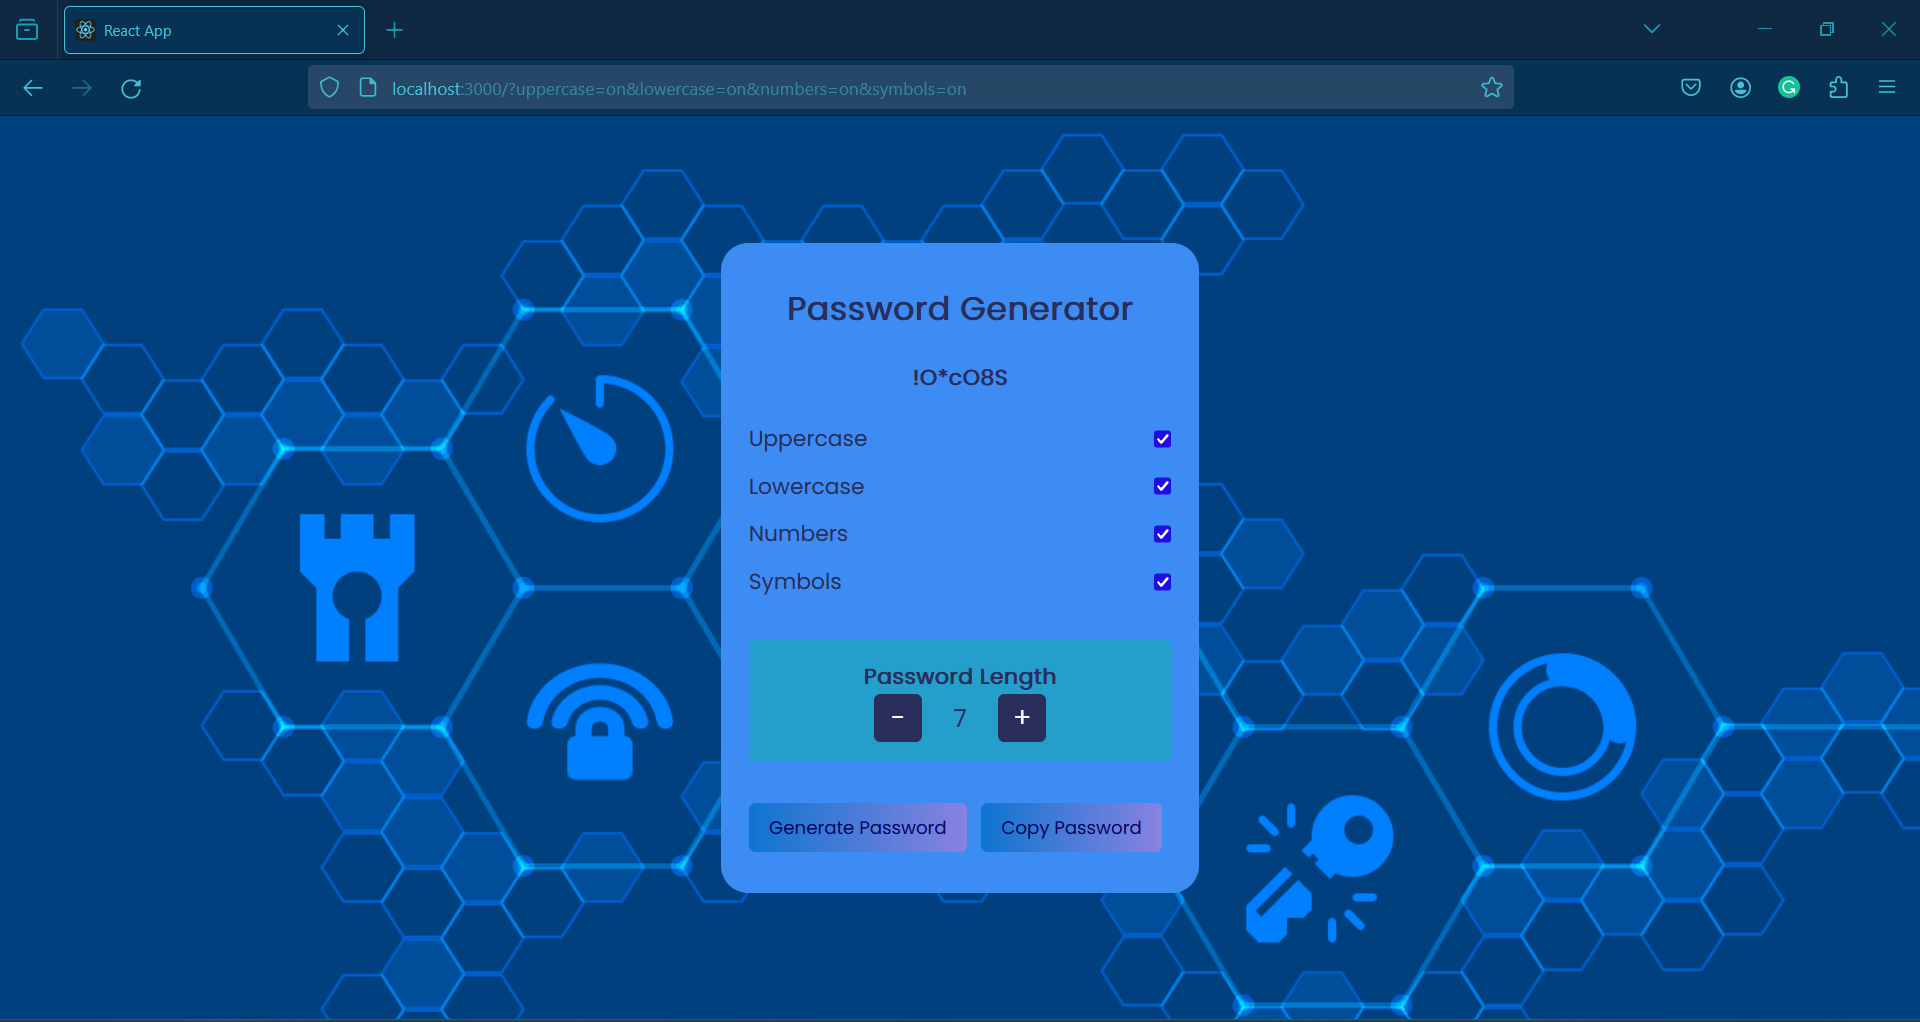 React App
localhost:3000/?uppercase=on&lowercase=on&numbers=on&symbols=on
Password Generator
!O*cO8S
Uppercase
Lowercase
Numbers
Symbols
Password Length
- 7 +
Generate Password Copy Password